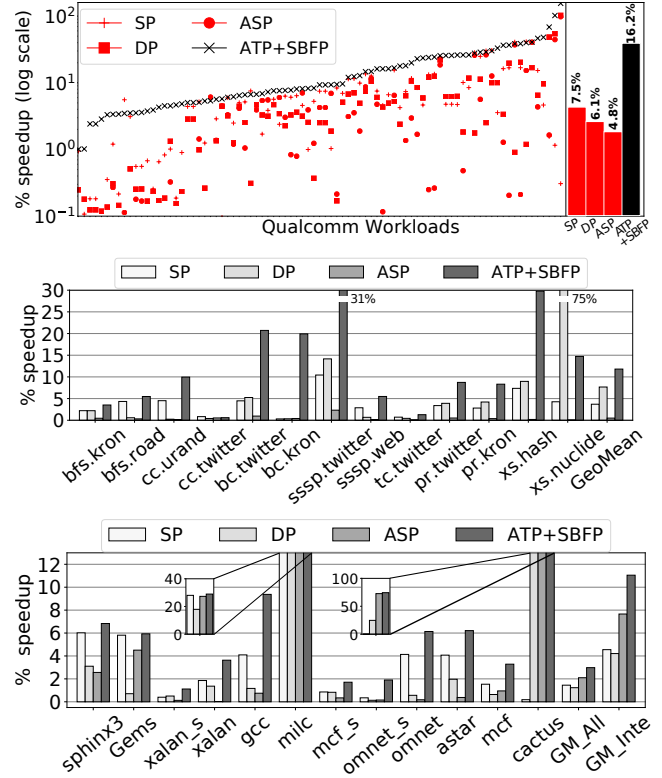 SP
ASP
DP
ATP+SBFP
% speedup (log scale)
10²
10¹
10⁰
10⁻¹
Qualcomm Workloads
7.5%
6.1%
4.8%
16.2%
SP
DP
ASP
ATP
+SBFP
SP
DP
ASP
ATP+SBFP
% speedup
30
25
20
15
10
5
0
31%
75%
bfs.kron
bfs.road
cc.urand
cc.twitter
bc.twitter
bc.kron
sssp.twitter
sssp.web
tc.twitter
pr.twitter
pr.kron
xs.hash
xs.nuclide
GeoMean
SP
DP
ASP
ATP+SBFP
% speedup
12
10
8
6
4
2
0
40
20
0
100
50
0
sphinx3
Gems
xalan_s
xalan
gcc
milc
mcf_s
omnet_s
omnet
astar
mcf
cactus
GM_All
GM_Inte